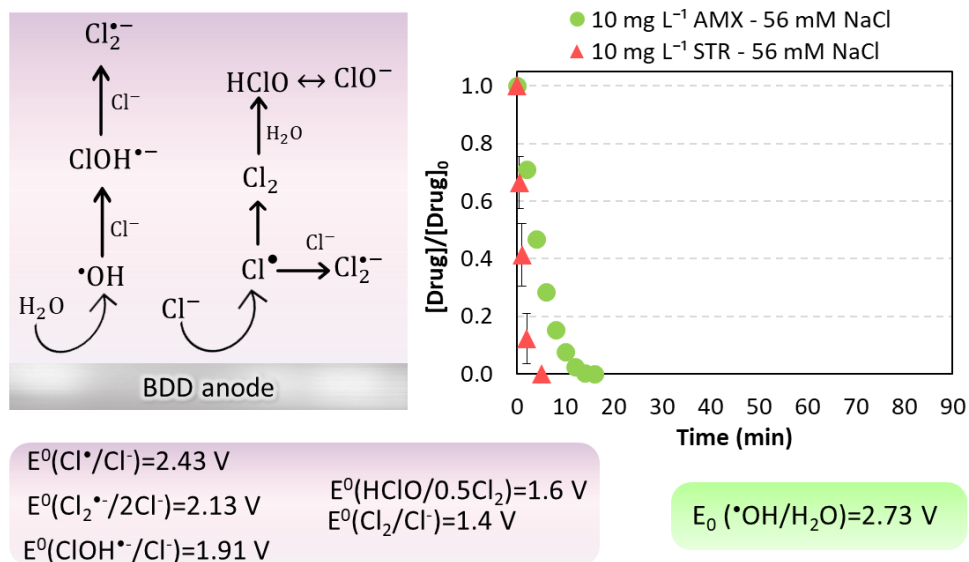 Cl₂•−
Cl−
ClOH•−
Cl−
•OH
H₂O
HClO ↔ ClO−
H₂O
Cl₂
Cl−
Cl•
Cl₂•−
Cl−
BDD anode
10 mg L⁻¹ AMX - 56 mM NaCl
10 mg L⁻¹ STR - 56 mM NaCl
[Drug]/[Drug]₀
1.0
0.8
0.6
0.4
0.2
0.0
0 10 20 30 40 50 60 70 80 90
Time (min)
E⁰(Cl•/Cl-)=2.43 V
E⁰(Cl₂•-/2Cl-)=2.13 V
E⁰(ClOH•-/Cl-)=1.91 V
E⁰(HClO/0.5Cl₂)=1.6 V
E⁰(Cl₂/Cl-)=1.4 V
E₀ (•OH/H₂O)=2.73 V